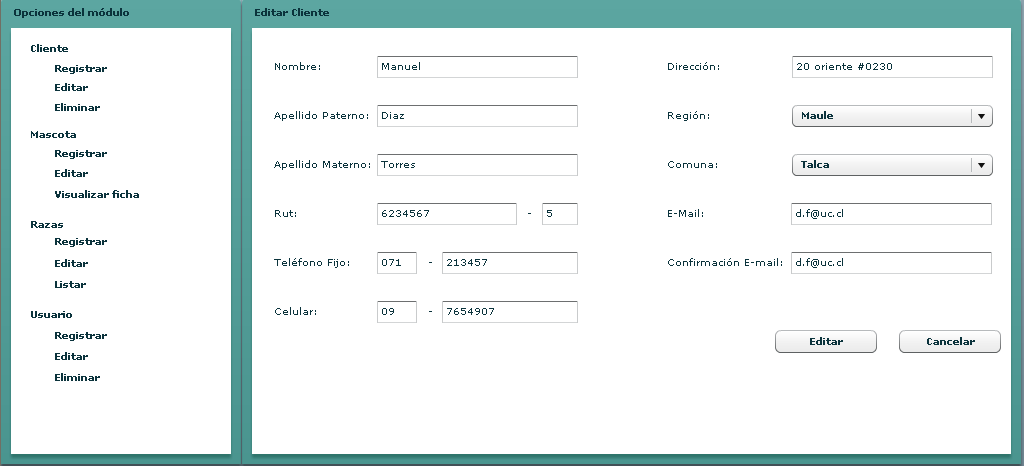 Opciones del módulo
Cliente
Registrar
Editar
Eliminar
Mascota
Registrar
Editar
Visualizar ficha
Razas
Registrar
Editar
Listar
Usuario
Registrar
Editar
Eliminar
Editar Cliente
Nombre: Manuel
Apellido Paterno: Diaz
Apellido Materno: Torres
Rut: 6234567 - 5
Teléfono Fijo: 071 - 213457
Celular: 09 - 7654907
Dirección: 20 oriente #0230
Región: Maule
Comuna: Talca
E-Mail: d.f@uc.cl
Confirmación E-mail: d.f@uc.cl
Editar Cancelar